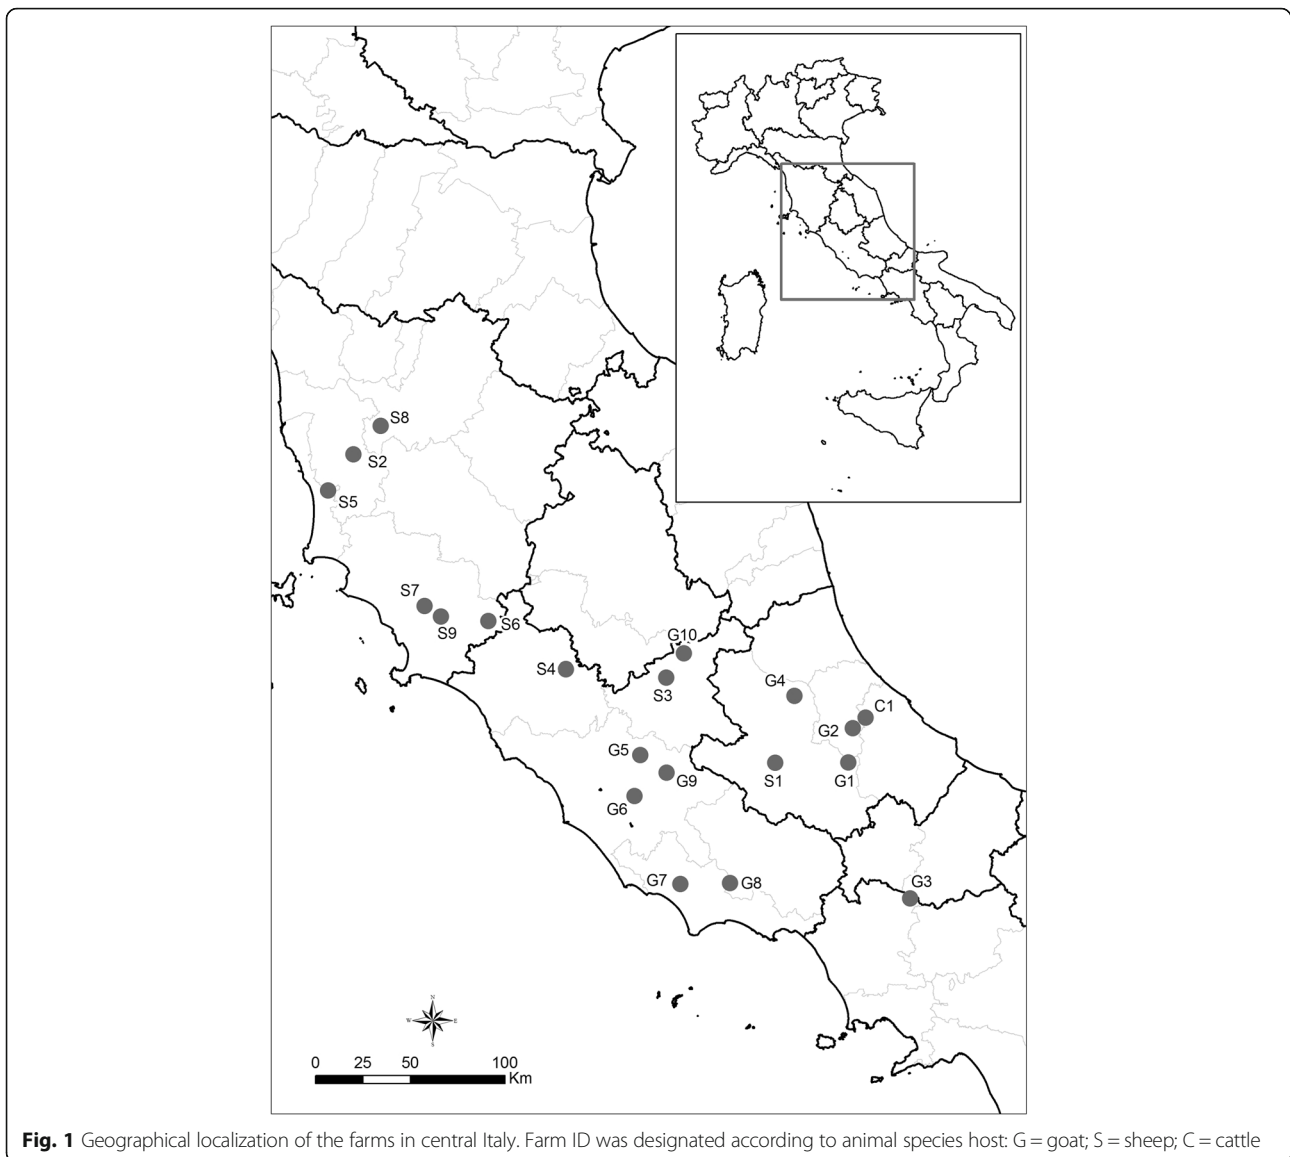 S8
S2
S5
S7
S9
S6
G10
S4
S3
G4
C1
G2
G5
G9
S1
G1
G6
G7
G8
G3
N
W E
S
0 25 50 100
Km
Fig. 1 Geographical localization of the farms in central Italy. Farm ID was designated according to animal species host: G = goat; S = sheep; C = cattle